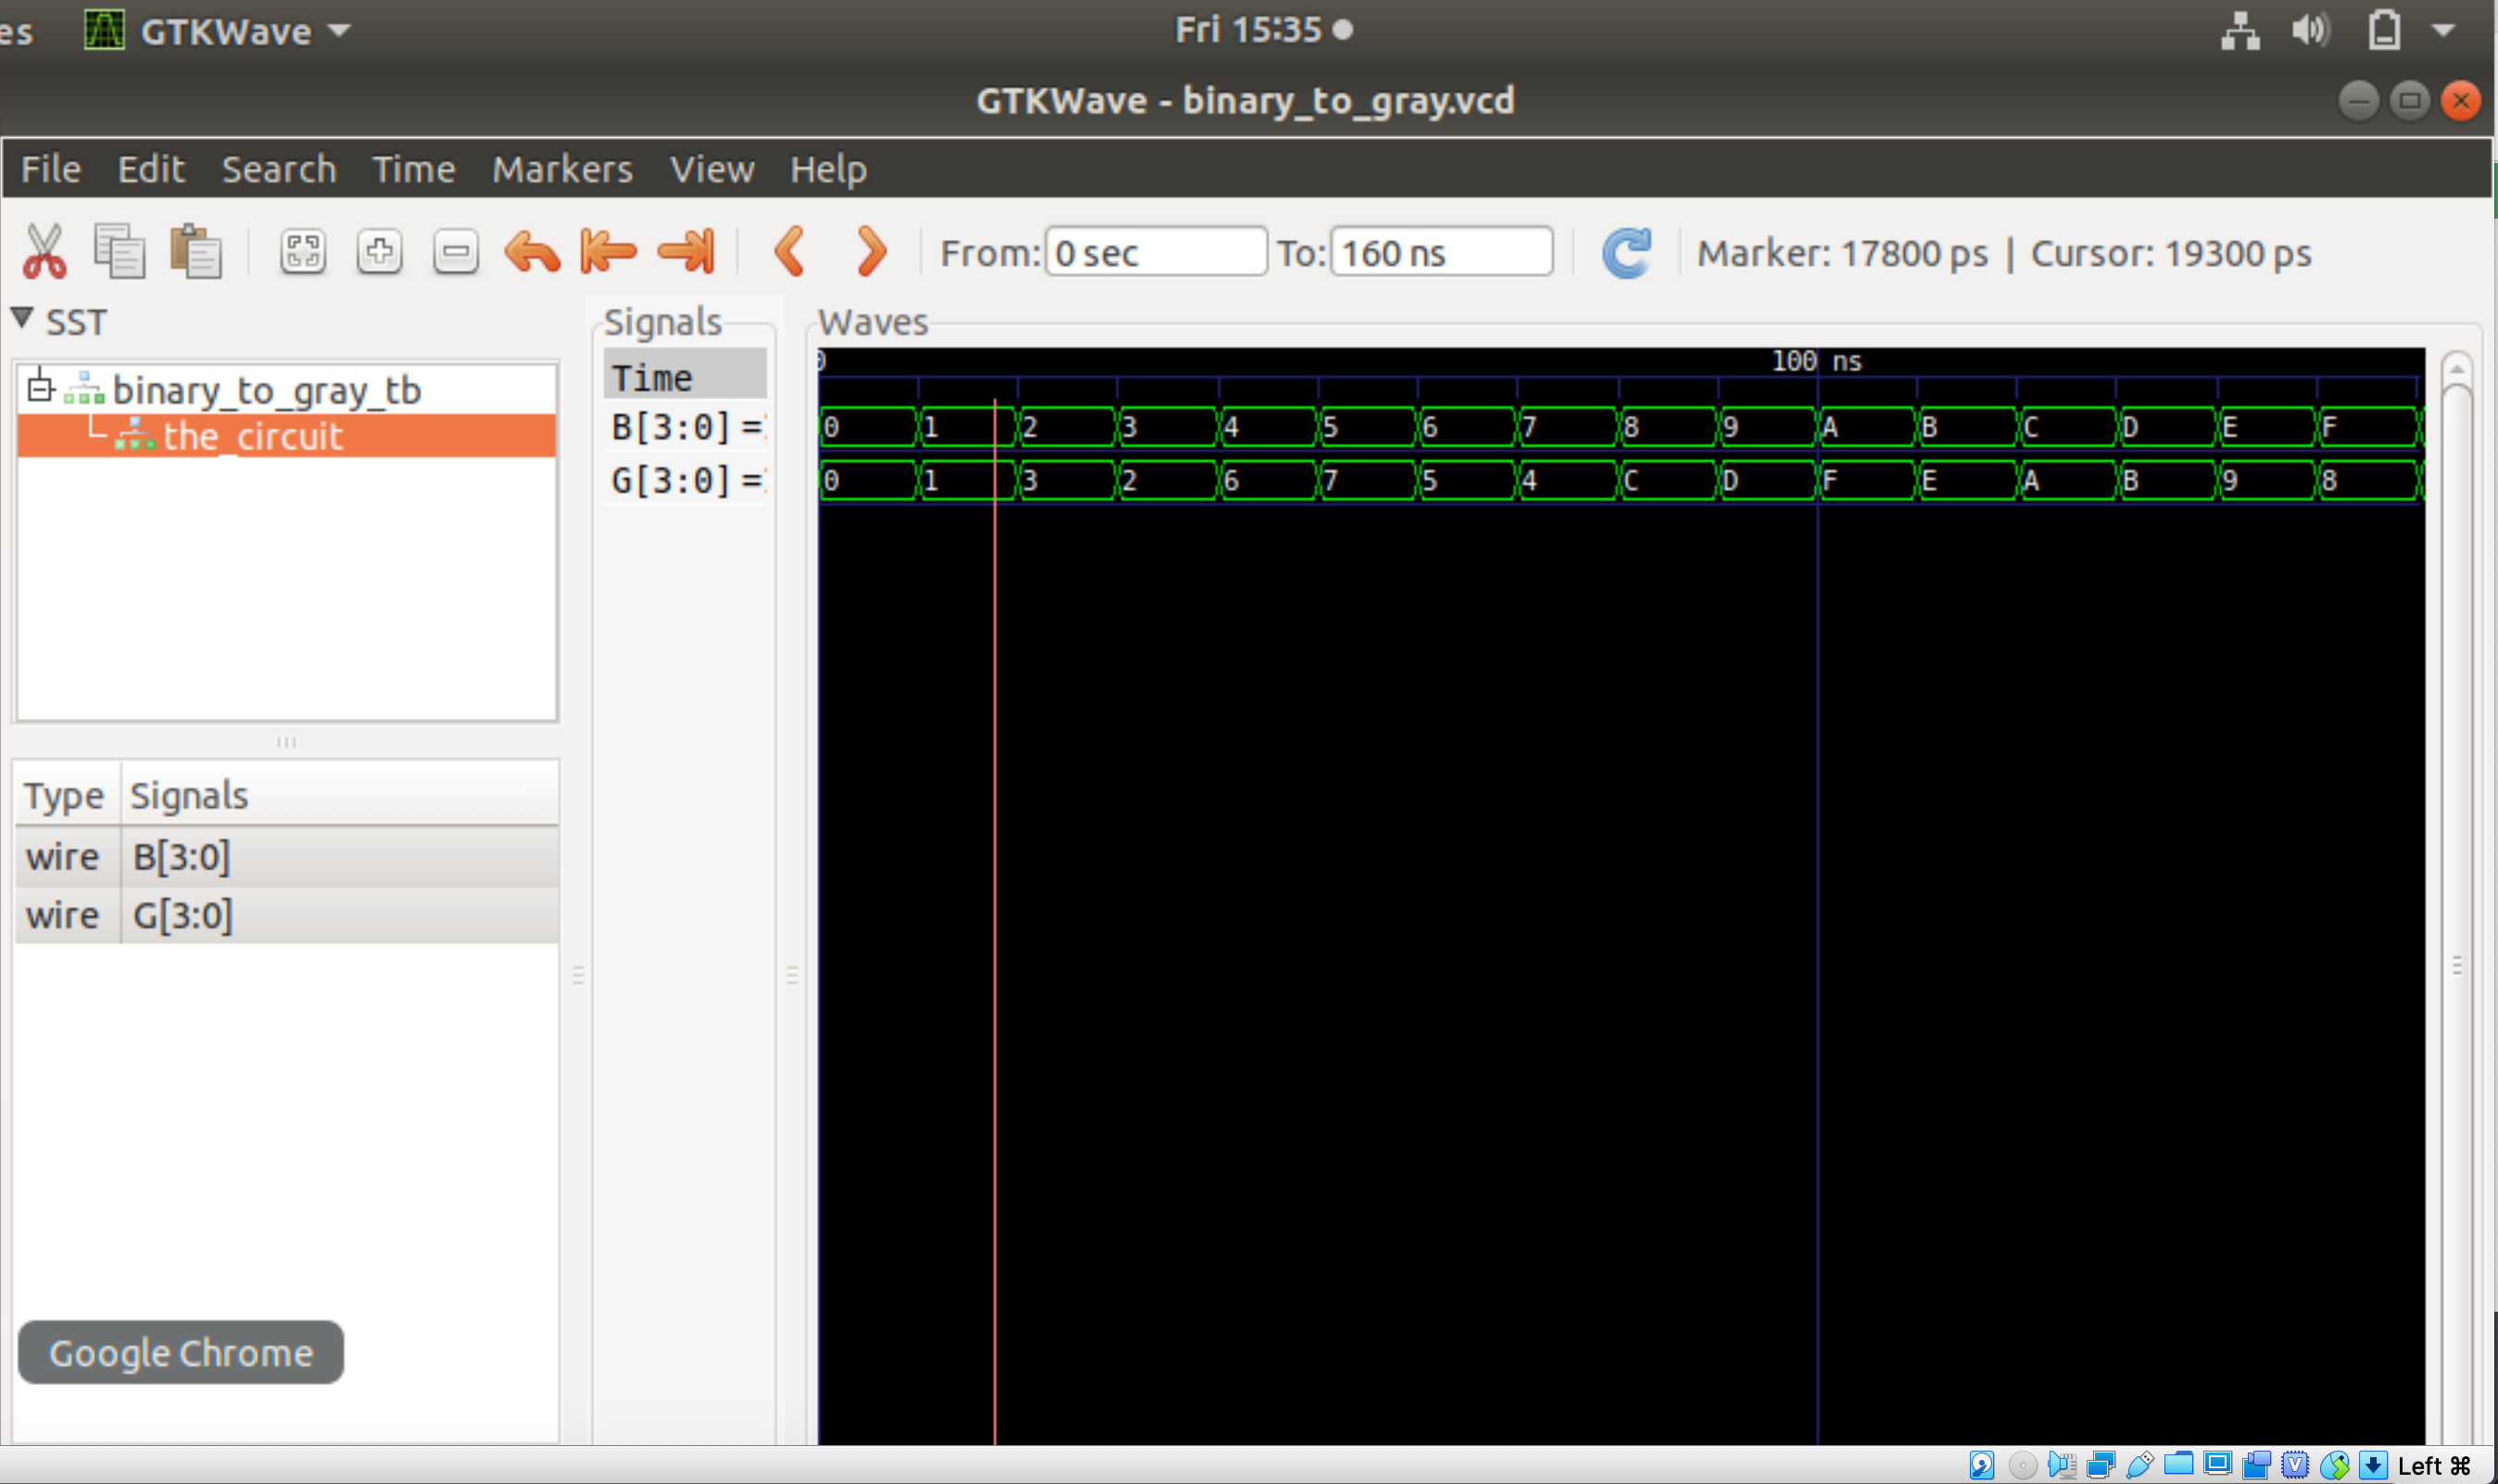 es GTKWave Fri 15:35
GTKWave - binary_to_gray.vcd
File Edit Search Time Markers View Help
From: 0 sec To: 160 ns Marker: 17800 ps | Cursor: 19300 ps
SST
binary_to_gray_tb
the_circuit
Type Signals
wire B[3:0]
wire G[3:0]
Google Chrome
Signals
Time
B[3:0] =
G[3:0] =
Waves
0 100 ns
0 1 2 3 4 5 6 7 8 9 A B C D E F
0 1 3 2 6 7 5 4 C D F E A B 9 8
Left ⌘